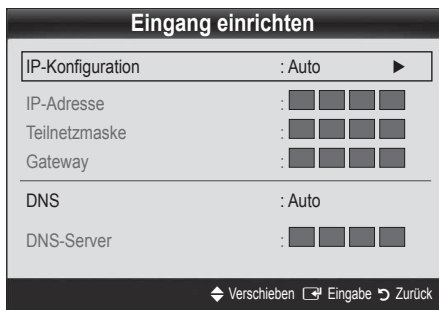 Eingang einrichten
IP-Konfiguration : Auto ►
IP-Adresse :
Teilnetzmaske :
Gateway :
DNS : Auto
DNS-Server :
Verschieben Eingabe Zurück